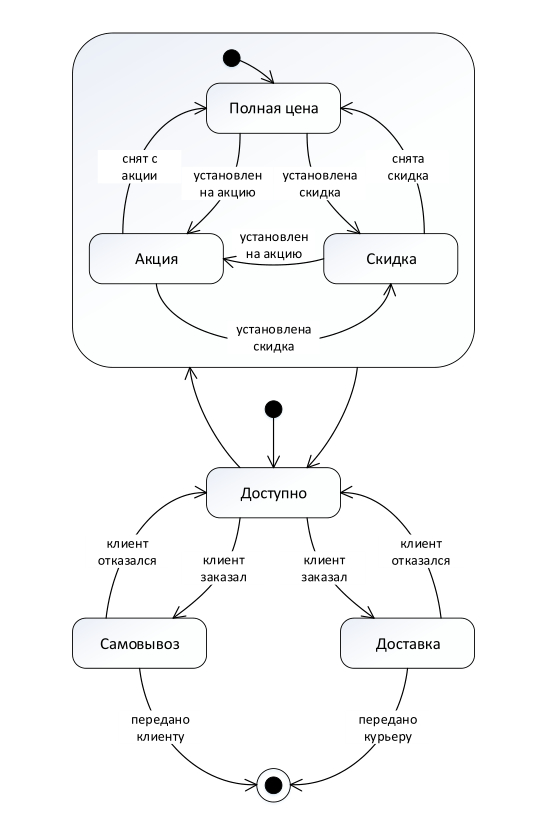 Полная цена
снят с
акции
установлен
на акцию
установлена
скидка
снята
скидка
Акция
установлен
на акцию
Скидка
установлена
скидка
Доступно
клиент
отказался
клиент
заказал
клиент
заказал
клиент
отказался
Самовывоз
Доставка
передано
клиенту
передано
курьеру